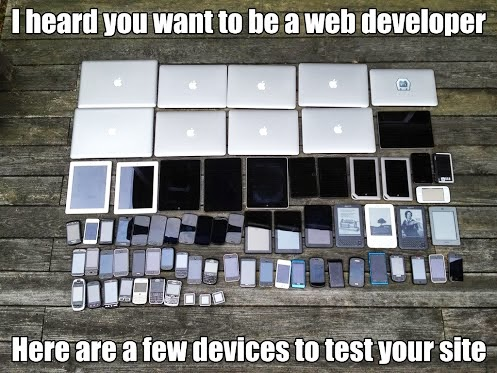 I heard you want to be a web developer
Here are a few devices to test your site